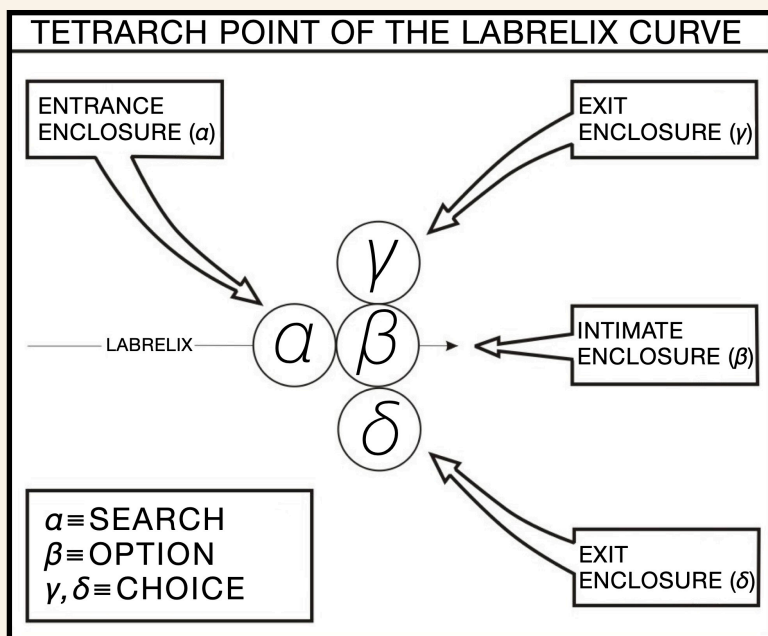 TETRARCH POINT OF THE LABRELIX CURVE
ENTRANCE
ENCLOSURE (α)
EXIT
ENCLOSURE (γ)
γ
LABRELIX
α
β
INTIMATE
ENCLOSURE (β)
δ
α≡SEARCH
β≡OPTION
γ,δ≡CHOICE
EXIT
ENCLOSURE (δ)